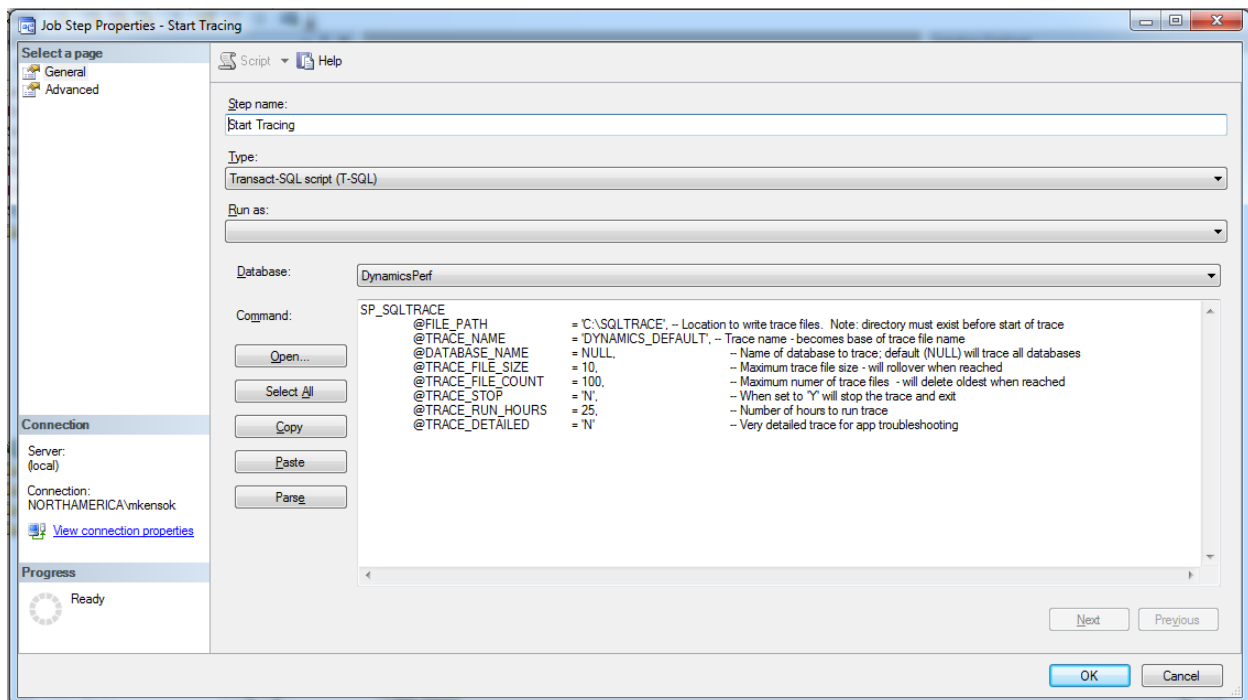 Job Step Properties - Start Tracing
Select a page
General
Advanced
Script
Help
Step name:
Start Tracing
Type:
Transact-SQL script (T-SQL)
Run as:
Database:
DynamicsPerf
Command:
Open...
Select All
Copy
Paste
Parse
SP_SQLTRACE
@FILE_PATH = 'C:\SQLTRACE', -- Location to write trace files. Note: directory must exist before start of trace
@TRACE_NAME = 'DYNAMICS_DEFAULT', -- Trace name - becomes base of trace file name
@DATABASE_NAME = NULL, -- Name of database to trace; default (NULL) will trace all databases
@TRACE_FILE_SIZE = 10, -- Maximum trace file size - will rollover when reached
@TRACE_FILE_COUNT = 100, -- Maximum numer of trace files - will delete oldest when reached
@TRACE_STOP = 'N', -- When set to 'Y' will stop the trace and exit
@TRACE_RUN_HOURS = 25, -- Number of hours to run trace
@TRACE_DETAILED = 'N' -- Very detailed trace for app troubleshooting
Connection
Server:
(local)
Connection:
NORTHAMERICA\mkensok
View connection properties
Progress
Ready
Next
Previous
OK
Cancel